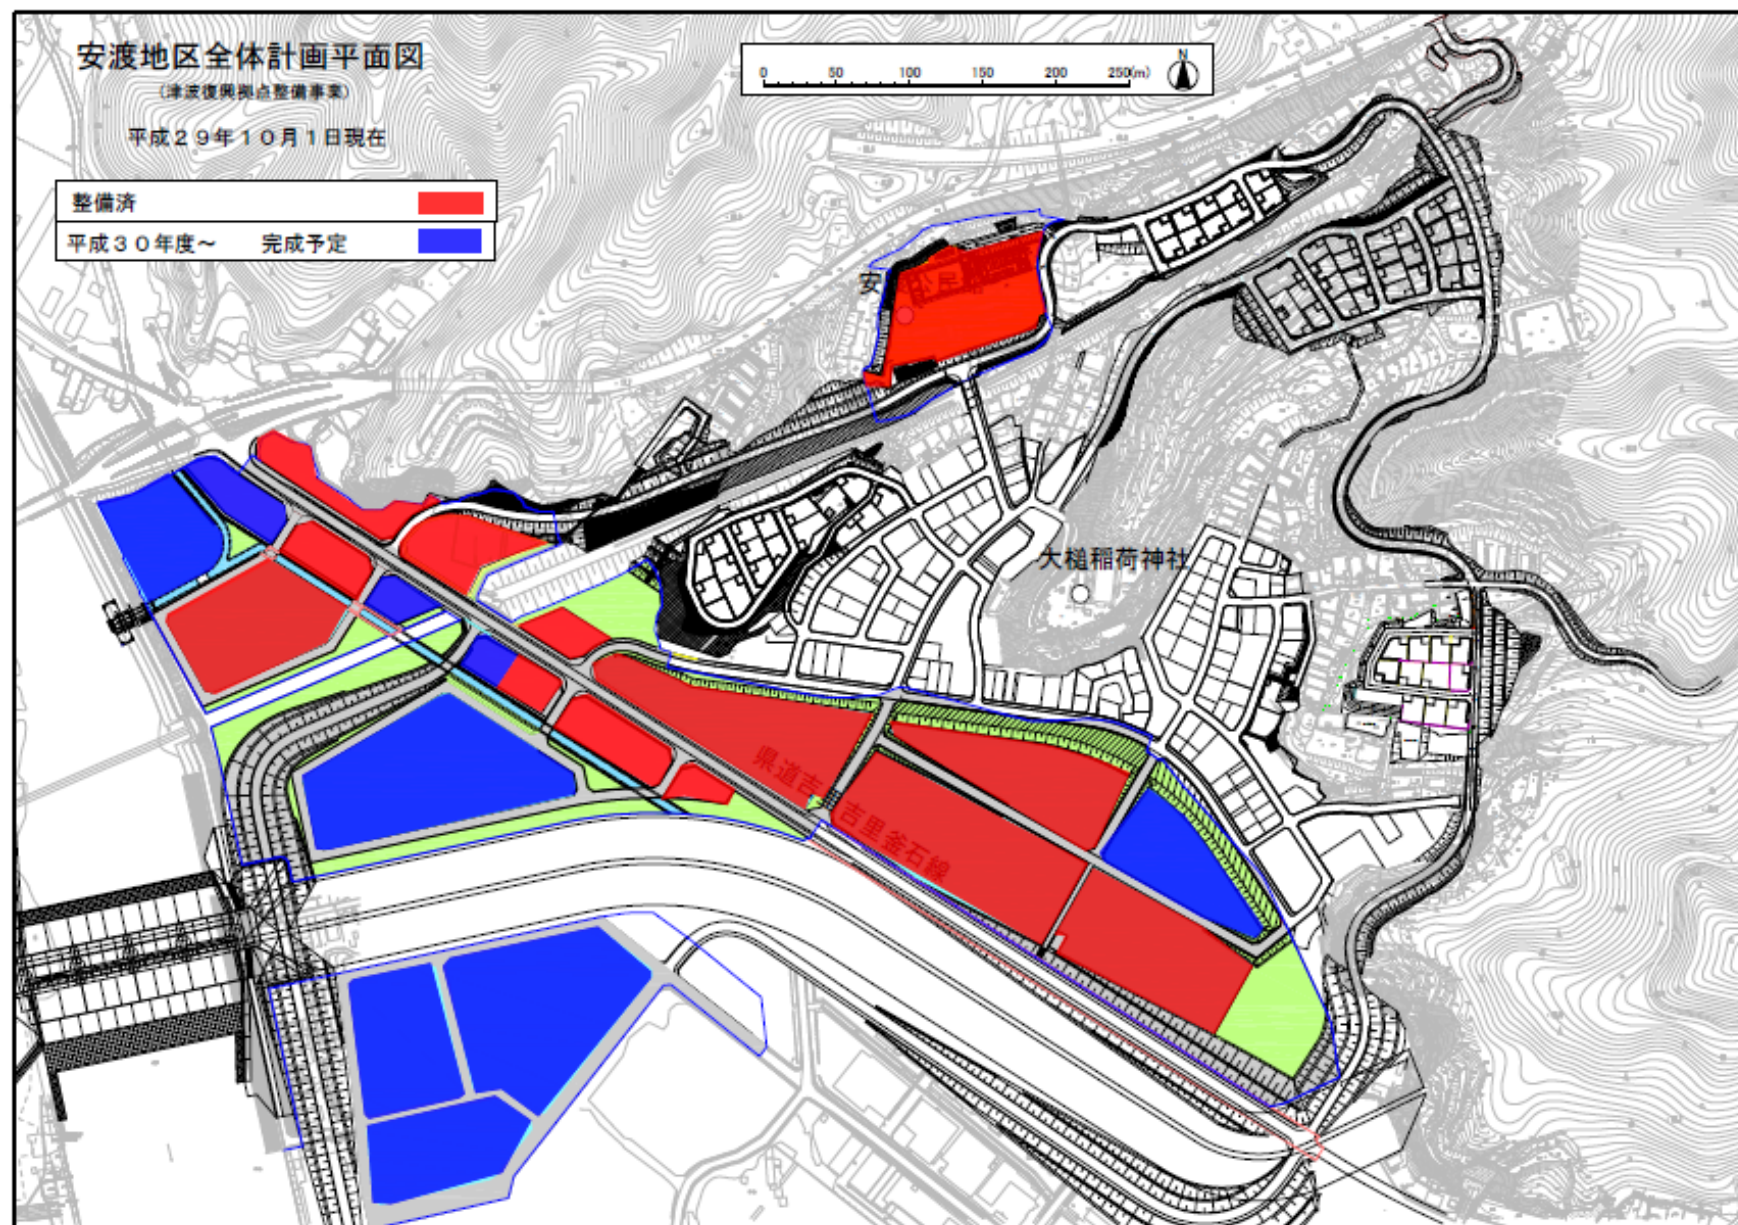 安渡地区全体計画平面図
(津波復興拠点整備事業)
平成29年10月1日現在
0 50 100 150 200 250(m)
N
整備済
平成30年度～ 完成予定
大槌稲荷神社
県道吉里吉里釜石線